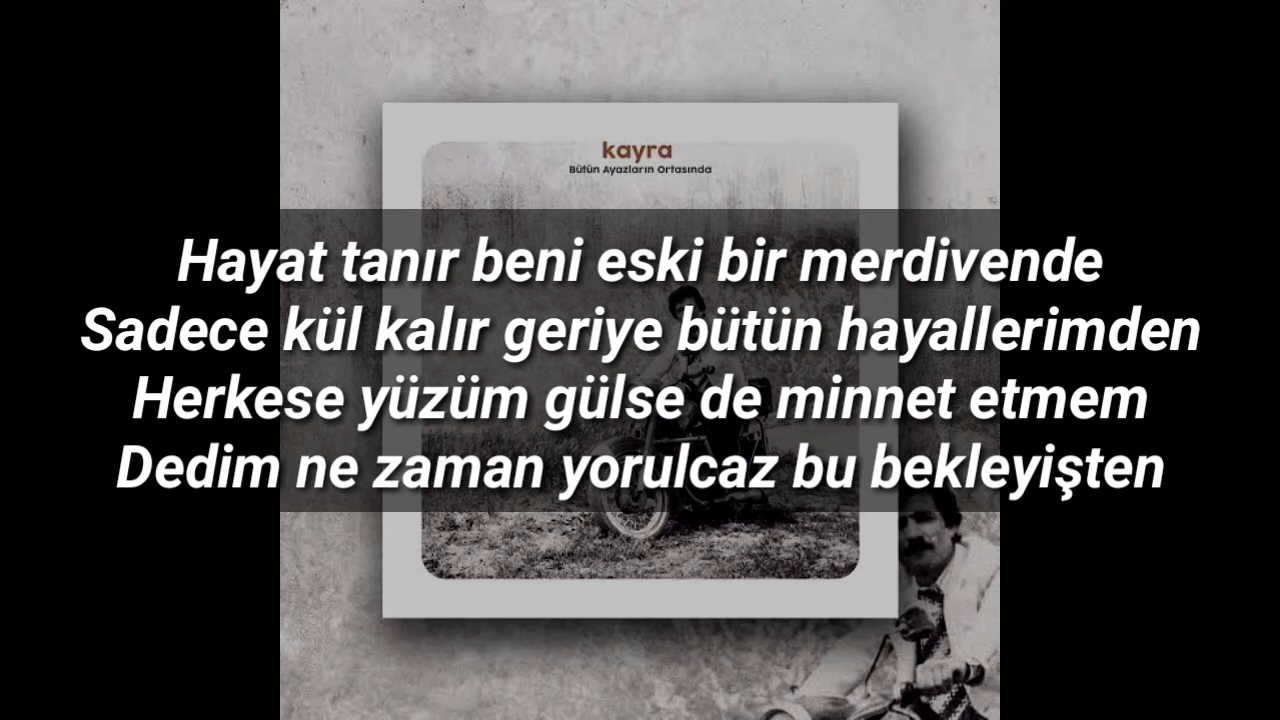 kayra
Bütün Ayazların Ortasında
Hayat tanır beni eski bir merdivende
Sadece kül kalır geriye bütün hayallerimden
Herkese yüzüm gülse de minnet etmem
Dedim ne zaman yorulcaz bu bekleyişten